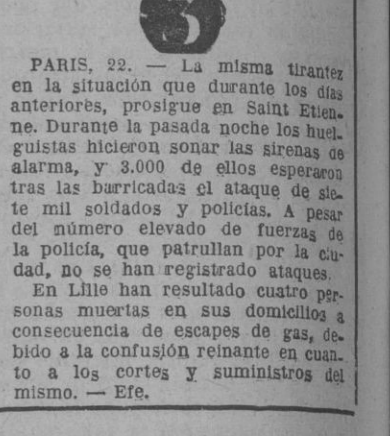 3
PARIS, 22. — La misma tirantez
en la situación que durante los días
anteriores, prosigue en Saint Etien-
ne. Durante la pasada noche los huel-
guistas hicieron sonar las sirenas de
alarma, y 3.000 de ellos esperaron
tras las barricadas el ataque de sie-
te mil soldados y policías. A pesar
del número elevado de fuerzas de
la policía, que patrullan por la ciu-
dad, no se han registrado ataques.
En Lille han resultado cuatro per-
sonas muertas en sus domicilios a
consecuencia de escapes de gas, de-
bido a la confusión reinante en cuan-
to a los cortes y suministros del
mismo. — Efe.